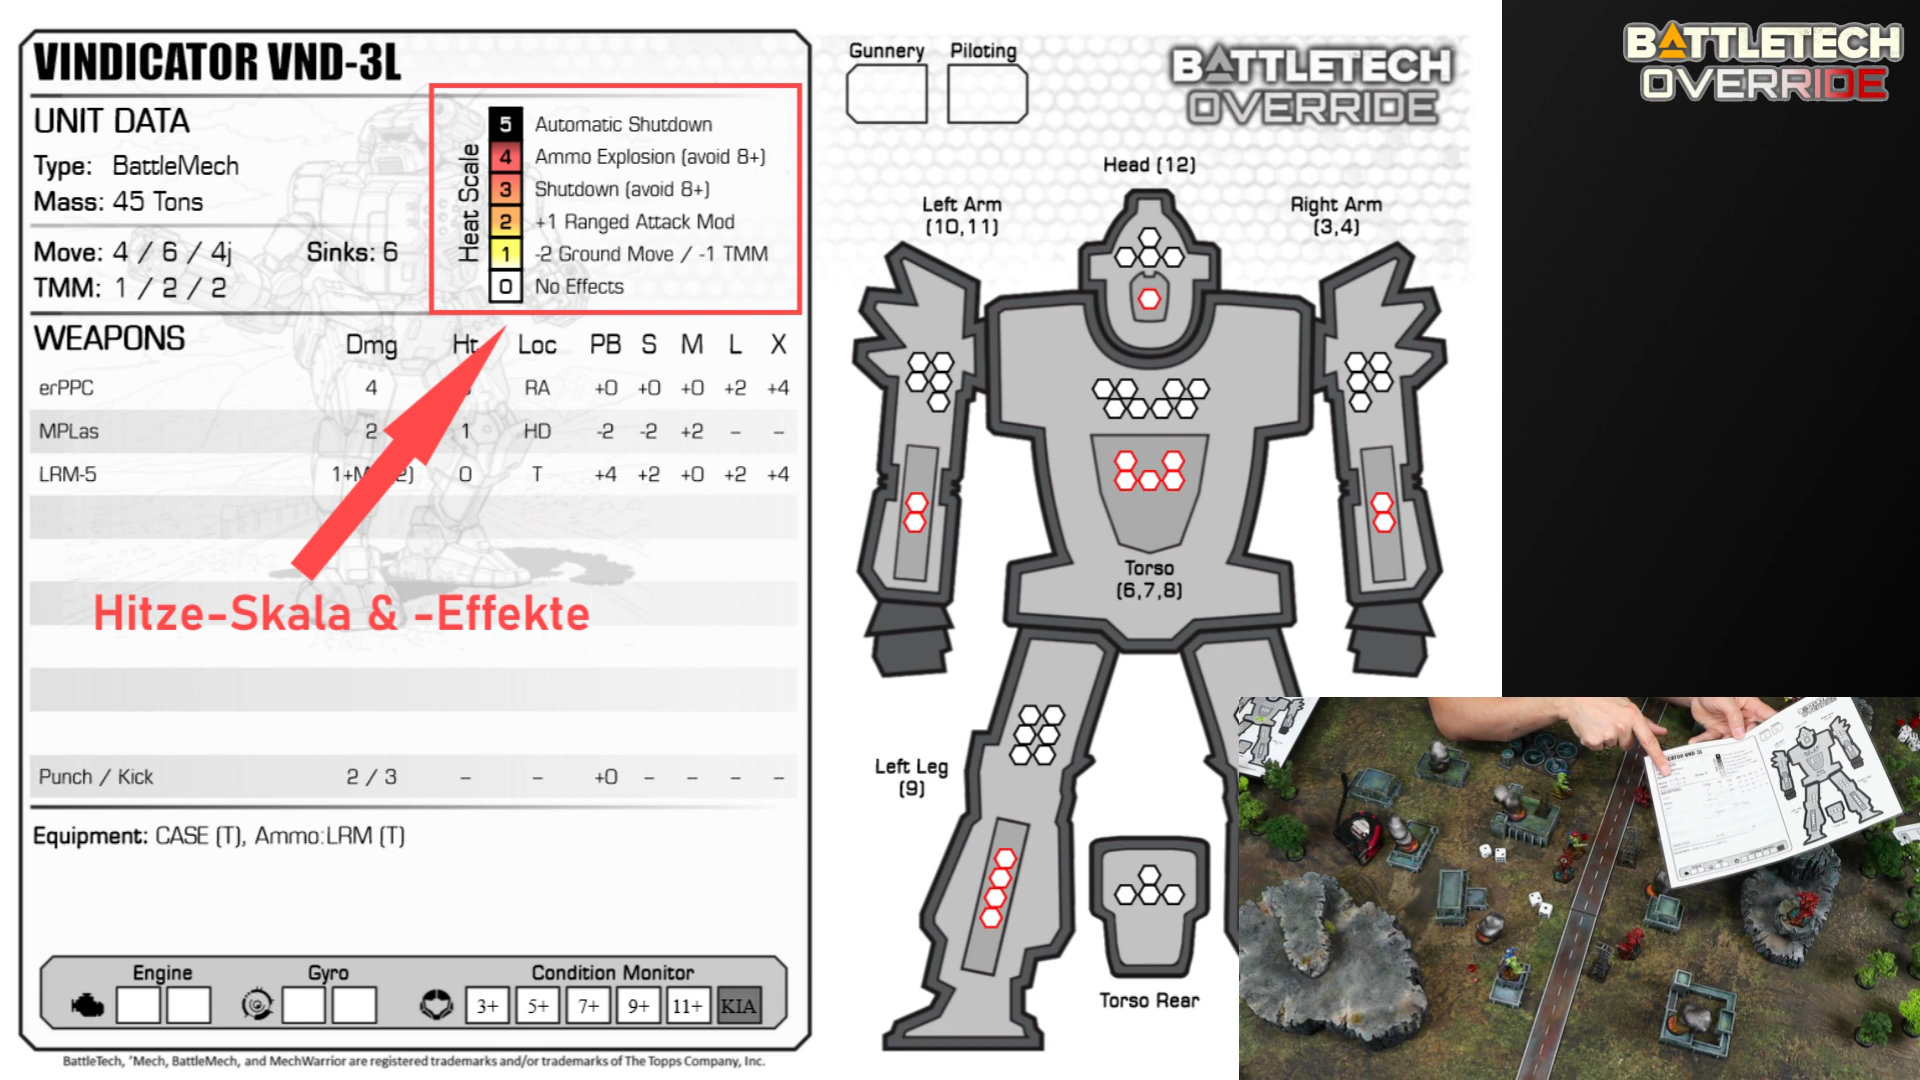 VINDICATOR VND-3L
UNIT DATA
Type: BattleMech
Mass: 45 Tons
Move: 4 / 6 / 4j
Sinks: 6
TMM: 1 / 2 / 2
Heat Scale
5 Automatic Shutdown
4 Ammo Explosion (avoid 8+)
3 Shutdown (avoid 8+)
2 +1 Ranged Attack Mod
1 -2 Ground Move / -1 TMM
0 No Effects
WEAPONS Dmg Ht Loc PB S M L X
erPPC 4 RA +0 +0 +0 +2 +4
MPLas 2 1 HD -2 -2 +2 – –
LRM-5 0 T +4 +2 +0 +2 +4
Hitze-Skala & -Effekte
Punch / Kick 2 / 3 – – +0 – – – –
Equipment: CASE (T), Ammo:LRM (T)
Engine
Gyro
Condition Monitor
3+ 5+ 7+ 9+ 11+ KIA
BattleTech, 'Mech, BattleMech, and MechWarrior are registered trademarks and/or trademarks of The Topps Company, Inc.
Gunnery Piloting
BATTLETECH
OVERRIDE
Head (12)
Left Arm
(10,11)
Right Arm
(3,4)
Torso
(6,7,8)
Left Leg
(9)
Torso Rear
BATTLETECH
OVERRIDE